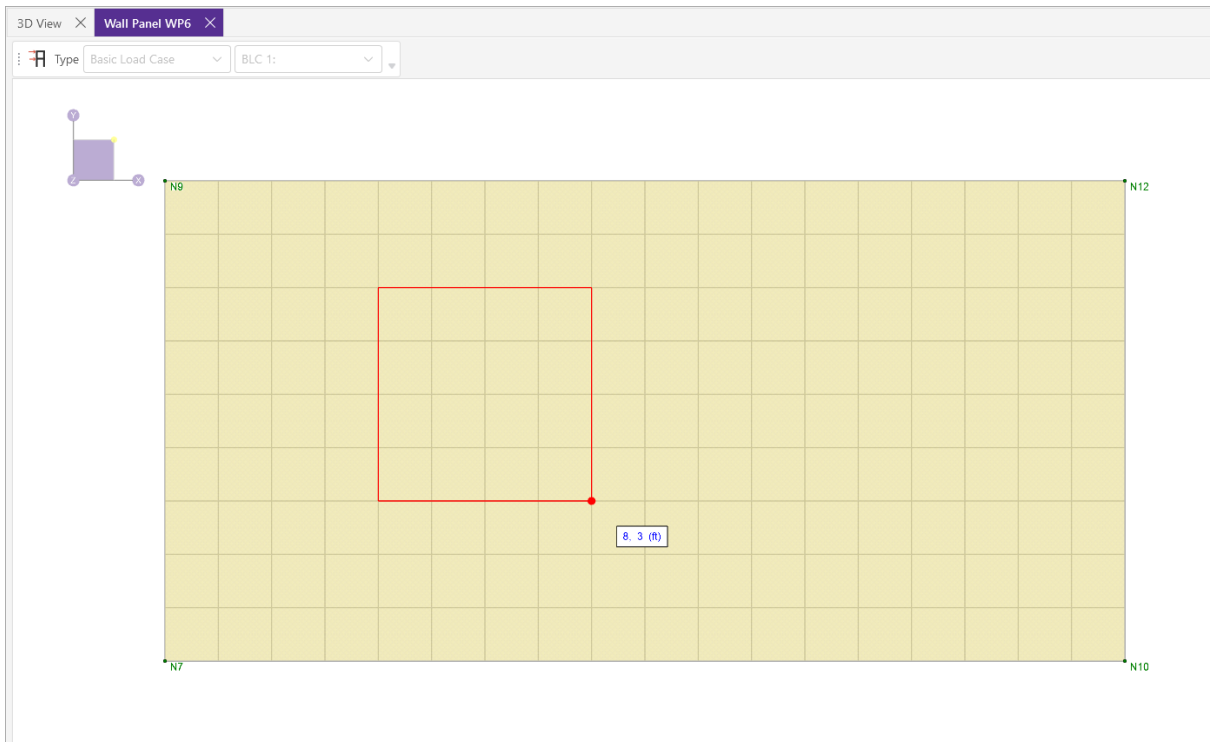 3D View
Wall Panel WP6
Type Basic Load Case BLC 1:
Y
Z X
N9 N12
8, 3 (ft)
N7 N10